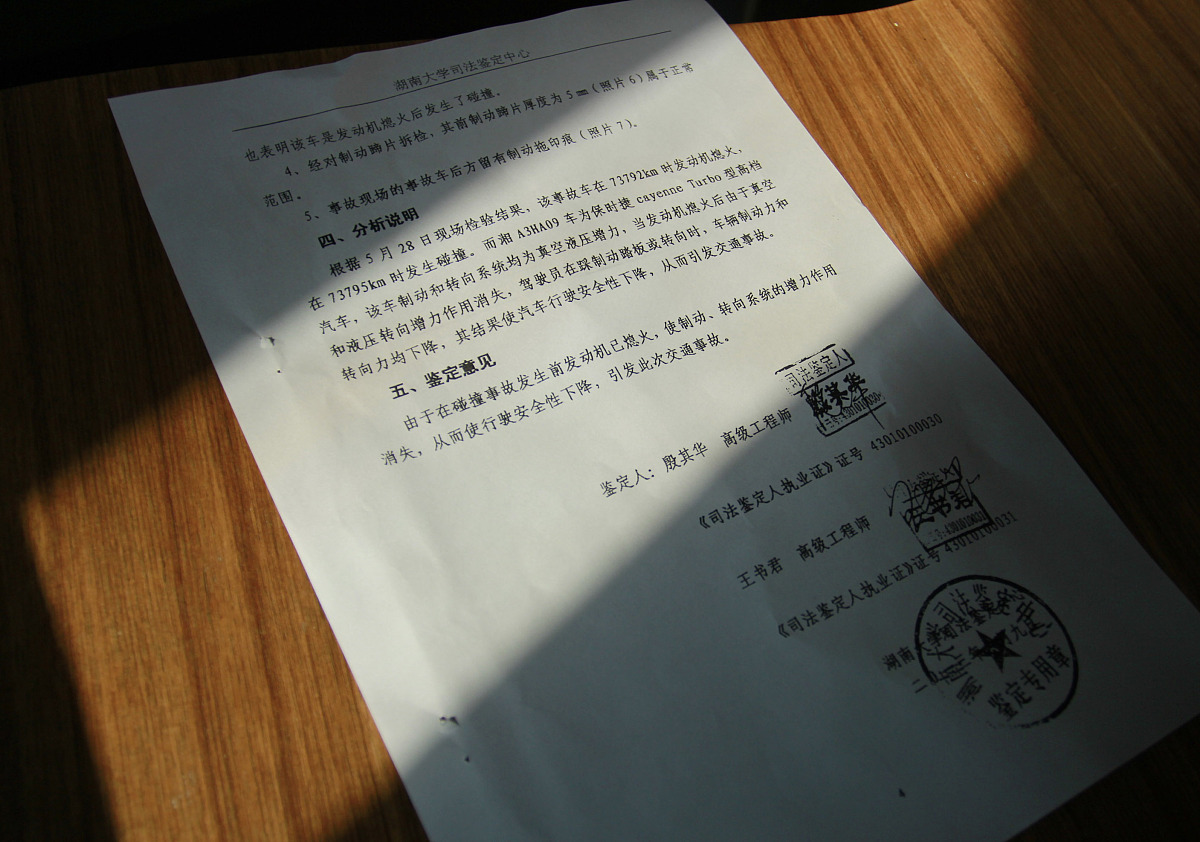 湖南大学司法鉴定中心
也表明该车是发动机熄火后发生了碰撞。
4、经对制动蹄片拆检，其前制动蹄片厚度为5㎜（照片6）属于正常
范围。
5、事故现场的事故车后方留有制动拖印痕（照片7）。
四、分析说明
根据5月28日现场检验结果，该事故车在73792km时发动机熄火，
在73795km时发生碰撞。而湘A3HA09车为保时捷cayenne Turbo型高档
汽车，该车制动和转向系统均为真空液压增力，当发动机熄火后由于真空
和液压转向增力作用消失，驾驶员在踩制动踏板或转向时，车辆制动力和
转向力均下降，其结果使汽车行驶安全性下降，从而引发交通事故。
五、鉴定意见
由于在碰撞事故发生前发动机已熄火，使制动、转向系统的增力作用
消失，从而使行驶安全性下降，引发此次交通事故。
司法鉴定人
殷其华
鉴定人：殷其华 高级工程师
《司法鉴定人执业证》证号 43010100030
王书君 高级工程师
《司法鉴定人执业证》证号 43010100031
湖南大学司法鉴定中心
鉴定专用章